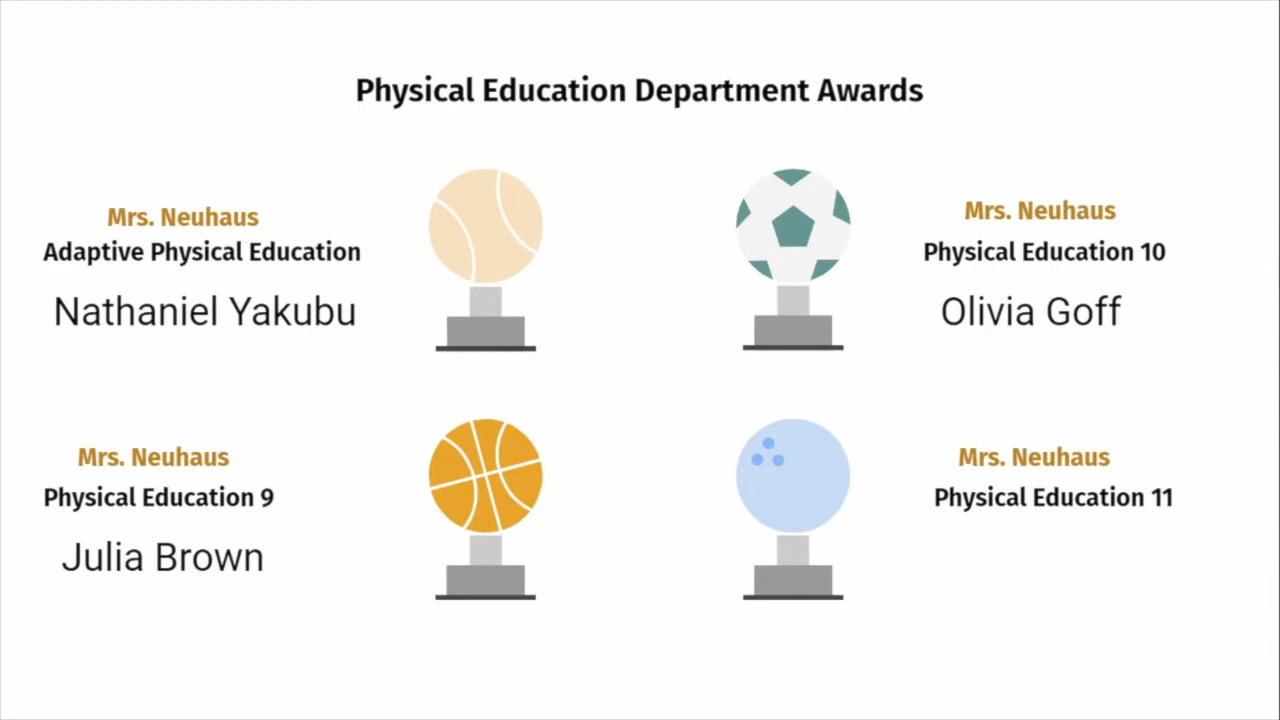 Physical Education Department Awards
Mrs. Neuhaus
Adaptive Physical Education
Nathaniel Yakubu
Mrs. Neuhaus
Physical Education 10
Olivia Goff
Mrs. Neuhaus
Physical Education 9
Julia Brown
Mrs. Neuhaus
Physical Education 11